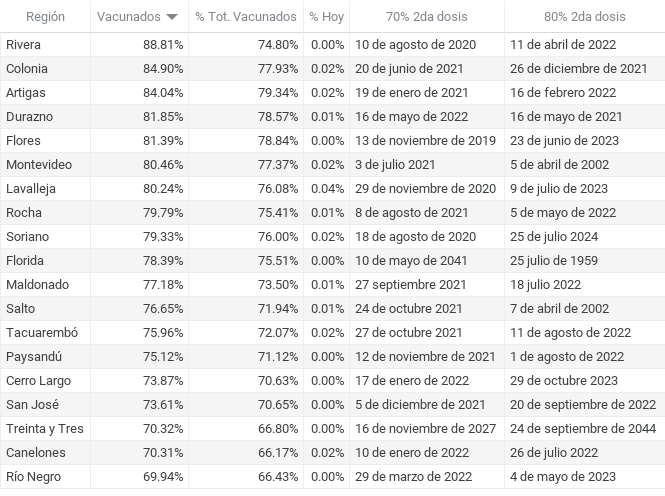 Región Vacunados % Tot. Vacunados % Hoy 70% 2da dosis 80% 2da dosis
Rivera 88.81% 74.80% 0.00% 10 de agosto de 2020 11 de abril de 2022
Colonia 84.90% 77.93% 0.02% 20 de junio de 2021 26 de diciembre de 2021
Artigas 84.04% 79.34% 0.02% 19 de enero de 2021 16 de febrero 2022
Durazno 81.85% 78.57% 0.01% 16 de mayo de 2022 16 de mayo de 2021
Flores 81.39% 78.84% 0.00% 13 de noviembre de 2019 23 de junio de 2023
Montevideo 80.46% 77.37% 0.02% 3 de julio 2021 5 de abril de 2002
Lavalleja 80.24% 76.08% 0.04% 29 de noviembre de 2020 9 de julio de 2023
Rocha 79.79% 75.41% 0.01% 8 de agosto de 2021 5 de mayo de 2022
Soriano 79.33% 76.00% 0.02% 18 de agosto de 2020 25 de julio 2024
Florida 78.39% 75.51% 0.00% 10 de mayo de 2041 25 julio de 1959
Maldonado 77.18% 73.50% 0.01% 27 septiembre de 2021 18 julio 2022
Salto 76.65% 71.94% 0.01% 24 de octubre 2021 7 de abril de 2002
Tacuarembó 75.96% 72.07% 0.02% 27 de octubre 2021 11 de agosto de 2022
Paysandú 75.12% 71.12% 0.00% 12 de noviembre de 2021 1 de agosto de 2022
Cerro Largo 73.87% 70.63% 0.00% 17 de enero de 2022 29 de octubre 2023
San José 73.61% 70.65% 0.00% 5 de diciembre de 2021 20 de septiembre de 2022
Treinta y Tres 70.32% 66.80% 0.00% 16 de noviembre de 2027 24 de septiembre de 2044
Canelones 70.31% 66.17% 0.02% 10 de enero de 2022 26 de julio 2022
Río Negro 69.94% 66.43% 0.00% 29 de marzo de 2022 4 de mayo de 2023